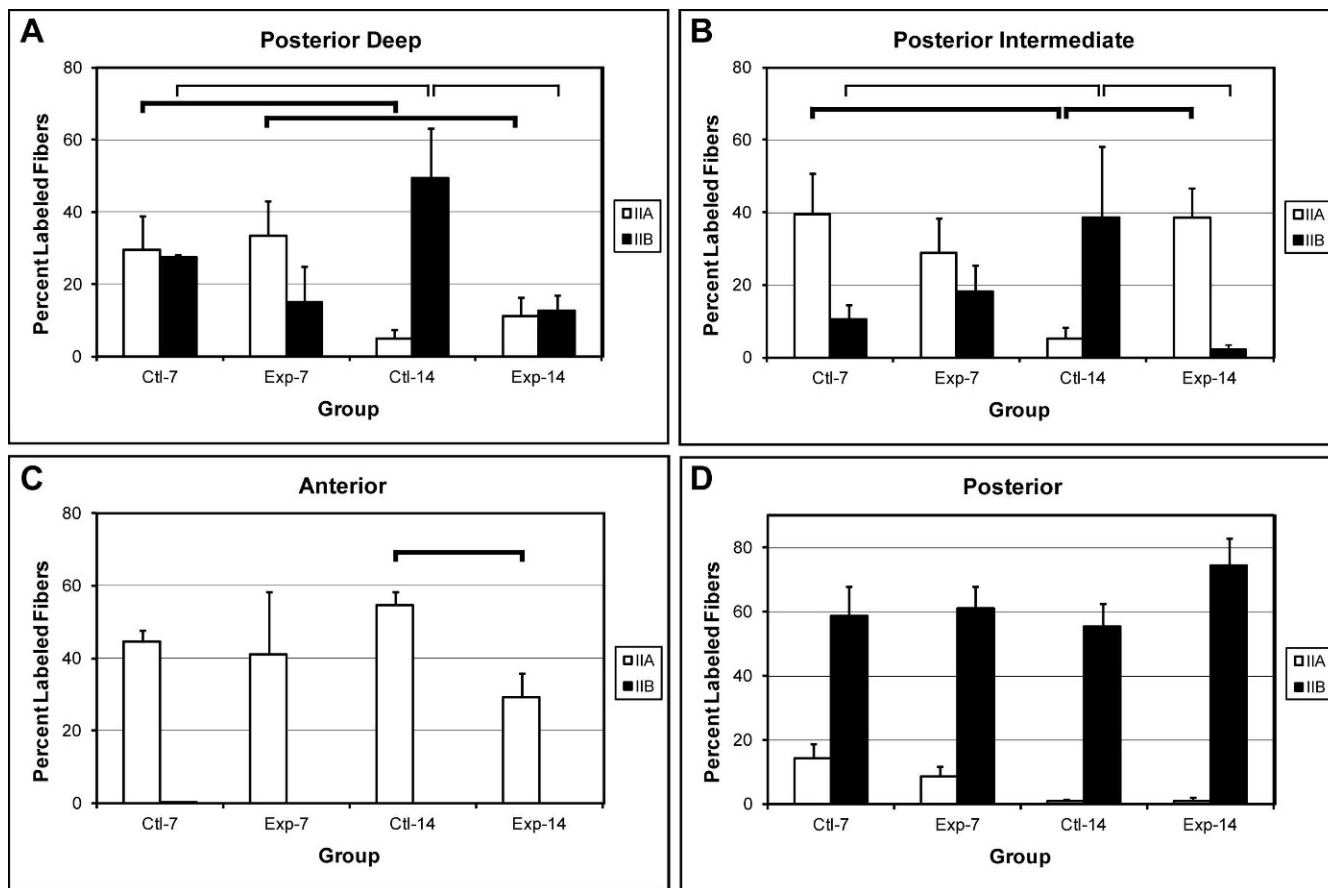 A
Posterior Deep
Percent Labeled Fibers
80
60
40
20
0
Ctl-7 Exp-7 Ctl-14 Exp-14
Group
IIA
IIB
B
Posterior Intermediate
Percent Labeled Fibers
80
60
40
20
0
Ctl-7 Exp-7 Ctl-14 Exp-14
Group
IIA
IIB
C
Anterior
Percent Labeled Fibers
80
60
40
20
0
Ctl-7 Exp-7 Ctl-14 Exp-14
Group
IIA
IIB
D
Posterior
Percent Labeled Fibers
80
60
40
20
0
Ctl-7 Exp-7 Ctl-14 Exp-14
Group
IIA
IIB